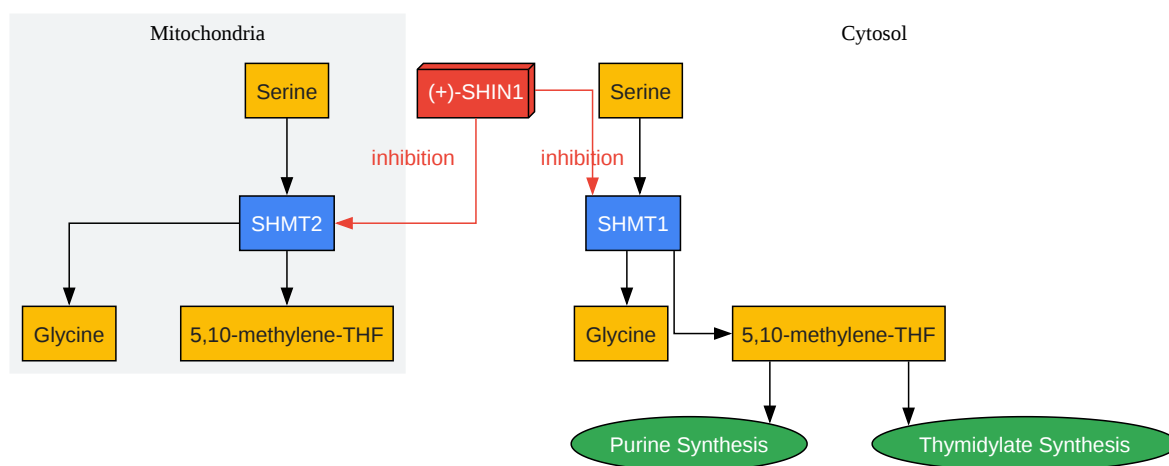 Mitochondria
Cytosol
Serine
(+)-SHIN1
Serine
inhibition
inhibition
SHMT2
SHMT1
Glycine
5,10-methylene-THF
Glycine
5,10-methylene-THF
Purine Synthesis
Thymidylate Synthesis